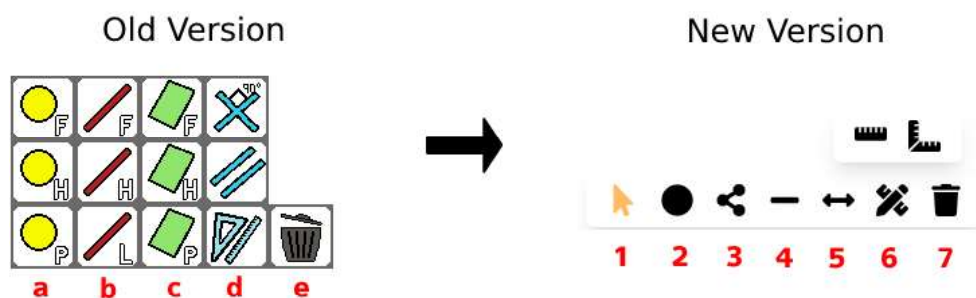 Old Version
New Version
90°
F F F
H H H
P L P
a b c d e
1 2 3 4 5 6 7